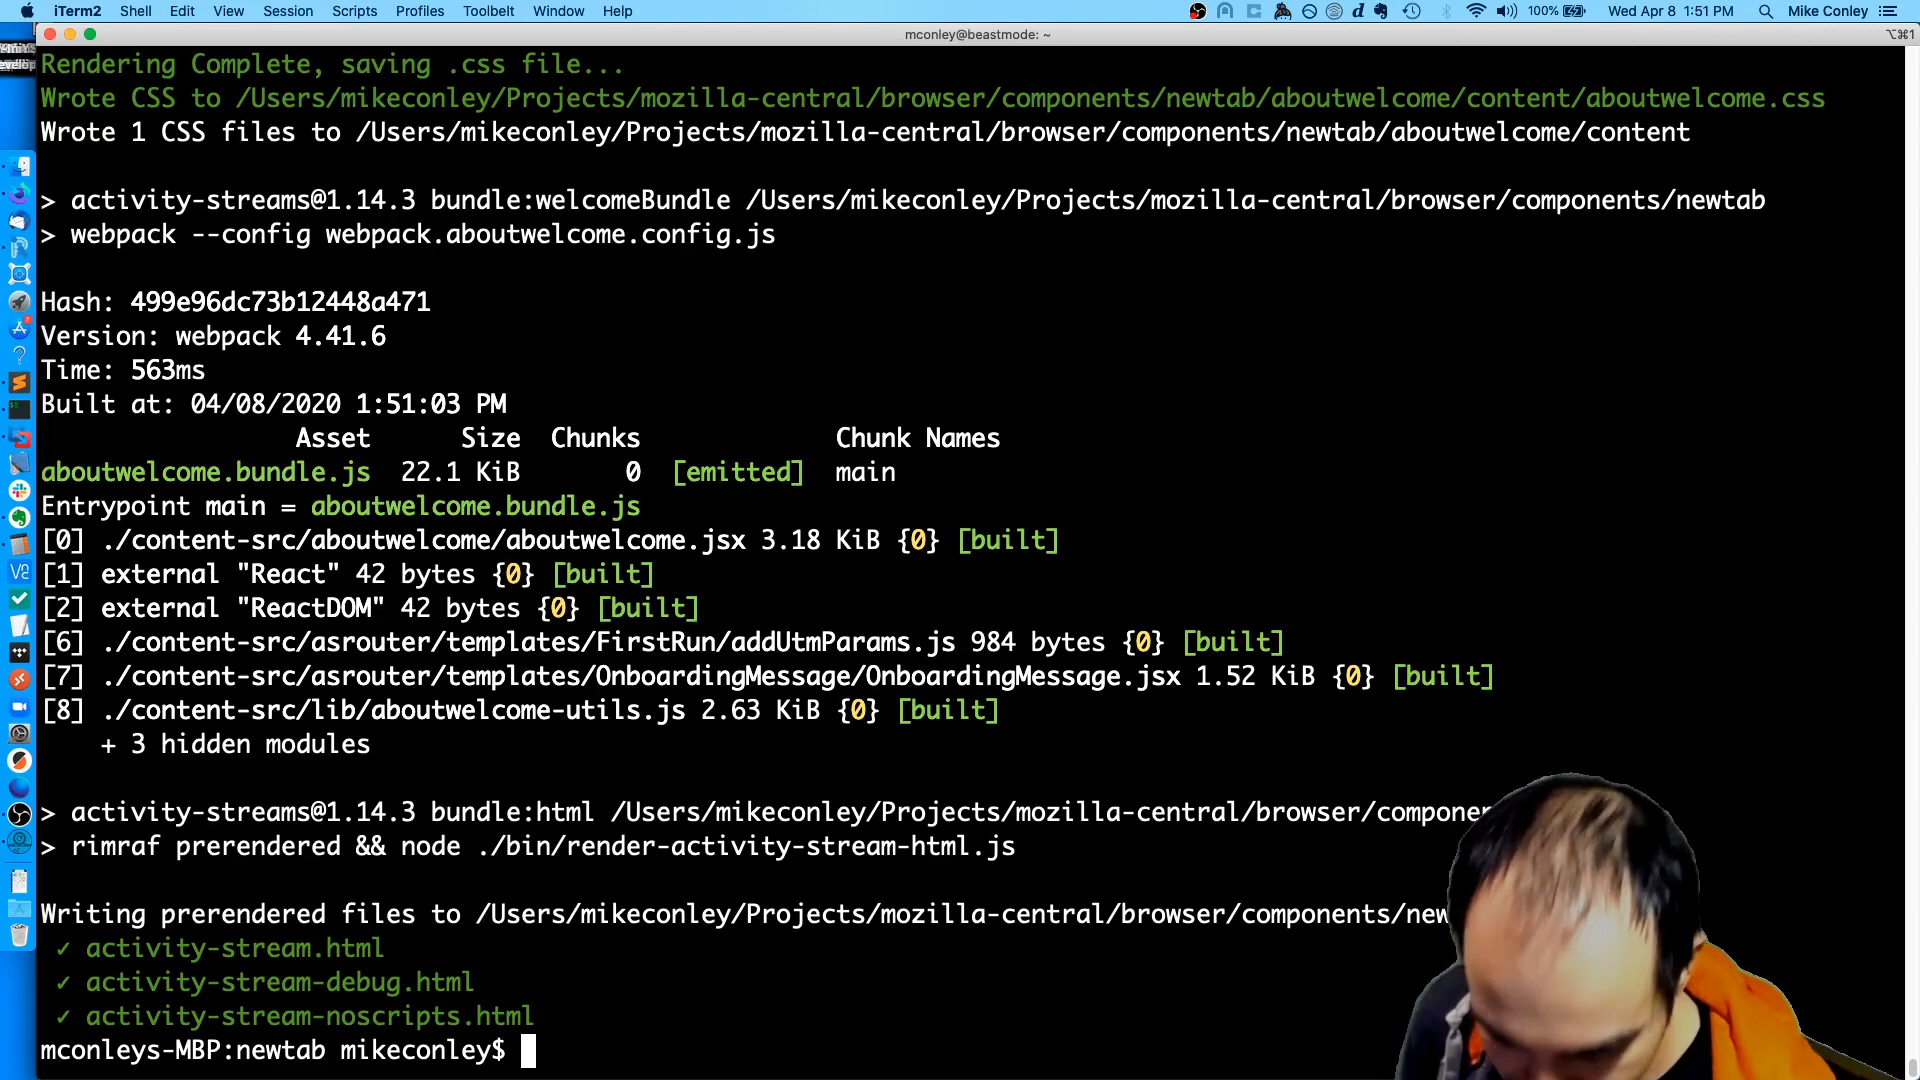 iTerm2 Shell Edit View Session Scripts Profiles Toolbelt Window Help 100% Wed Apr 8 1:51 PM Mike Conley
mconley@beastmode: ~ ⌥⌘1
Rendering Complete, saving .css file...
Wrote CSS to /Users/mikeconley/Projects/mozilla-central/browser/components/newtab/aboutwelcome/content/aboutwelcome.css
Wrote 1 CSS files to /Users/mikeconley/Projects/mozilla-central/browser/components/newtab/aboutwelcome/content
> activity-streams@1.14.3 bundle:welcomeBundle /Users/mikeconley/Projects/mozilla-central/browser/components/newtab
> webpack --config webpack.aboutwelcome.config.js
Hash: 499e96dc73b12448a471
Version: webpack 4.41.6
Time: 563ms
Built at: 04/08/2020 1:51:03 PM
Asset Size Chunks Chunk Names
aboutwelcome.bundle.js 22.1 KiB 0 [emitted] main
Entrypoint main = aboutwelcome.bundle.js
[0] ./content-src/aboutwelcome/aboutwelcome.jsx 3.18 KiB {0} [built]
[1] external "React" 42 bytes {0} [built]
[2] external "ReactDOM" 42 bytes {0} [built]
[6] ./content-src/asrouter/templates/FirstRun/addUtmParams.js 984 bytes {0} [built]
[7] ./content-src/asrouter/templates/OnboardingMessage/OnboardingMessage.jsx 1.52 KiB {0} [built]
[8] ./content-src/lib/aboutwelcome-utils.js 2.63 KiB {0} [built]
+ 3 hidden modules
> activity-streams@1.14.3 bundle:html /Users/mikeconley/Projects/mozilla-central/browser/componen
> rimraf prerendered && node ./bin/render-activity-stream-html.js
Writing prerendered files to /Users/mikeconley/Projects/mozilla-central/browser/components/new
✓ activity-stream.html
✓ activity-stream-debug.html
✓ activity-stream-noscripts.html
mconleys-MBP:newtab mikeconley$